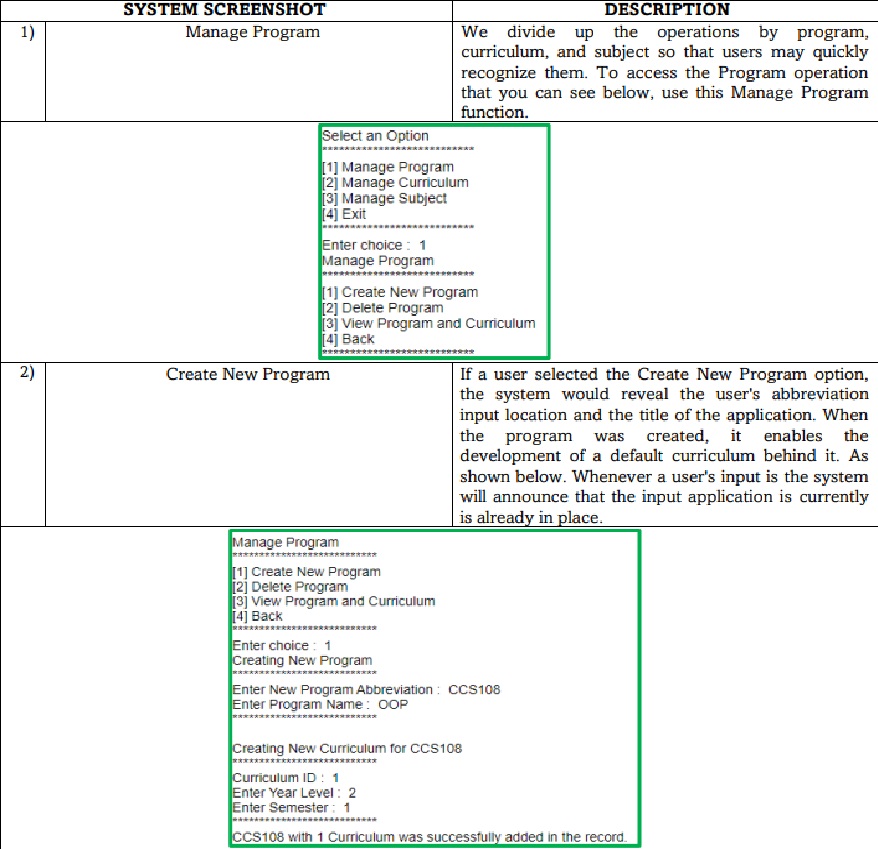 SYSTEM SCREENSHOT DESCRIPTION
1) Manage Program
We divide up the operations by program,
curriculum, and subject so that users may quickly
recognize them. To access the Program operation
that you can see below, use this Manage Program
function.
Select an Option
****************************
[1] Manage Program
[2] Manage Curriculum
[3] Manage Subject
[4] Exit
****************************
Enter choice : 1
Manage Program
****************************
[1] Create New Program
[2] Delete Program
[3] View Program and Curriculum
[4] Back
****************************
2) Create New Program
If a user selected the Create New Program option,
the system would reveal the user's abbreviation
input location and the title of the application. When
the program was created, it enables the
development of a default curriculum behind it. As
shown below. Whenever a user's input is the system
will announce that the input application is currently
is already in place.
Manage Program
****************************
[1] Create New Program
[2] Delete Program
[3] View Program and Curriculum
[4] Back
****************************
Enter choice : 1
Creating New Program
****************************
Enter New Program Abbreviation : CCS108
Enter Program Name : OOP
****************************
Creating New Curriculum for CCS108
****************************
Curriculum ID : 1
Enter Year Level : 2
Enter Semester : 1
****************************
CCS108 with 1 Curriculum was successfully added in the record.